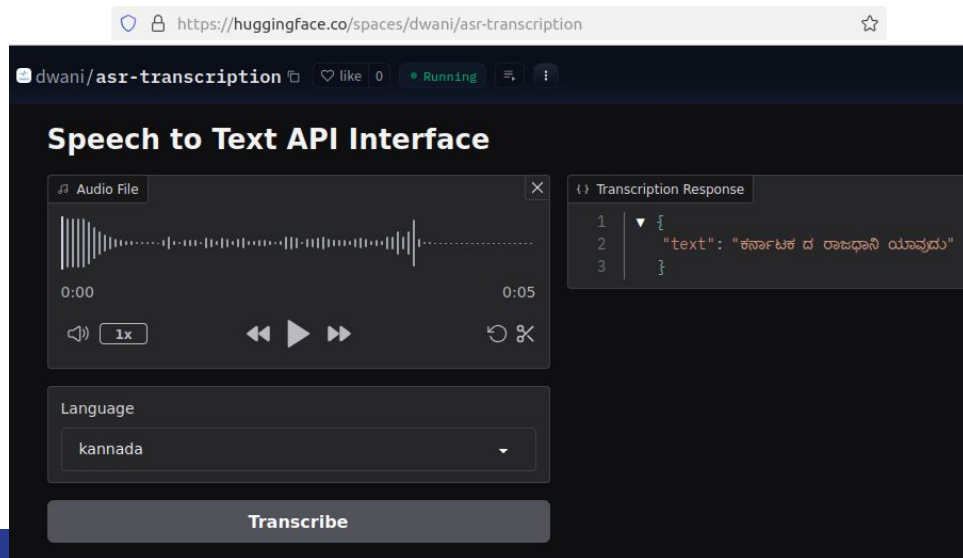 https://huggingface.co/spaces/dwani/asr-transcription
dwani/asr-transcription like 0 Running
Speech to Text API Interface
Audio File
0:00 0:05
1x
Language
kannada
Transcribe
Transcription Response
1 {
2 "text": "ಕರ್ನಾಟಕ ದ ರಾಜಧಾನಿ ಯಾವುದು"
3 }